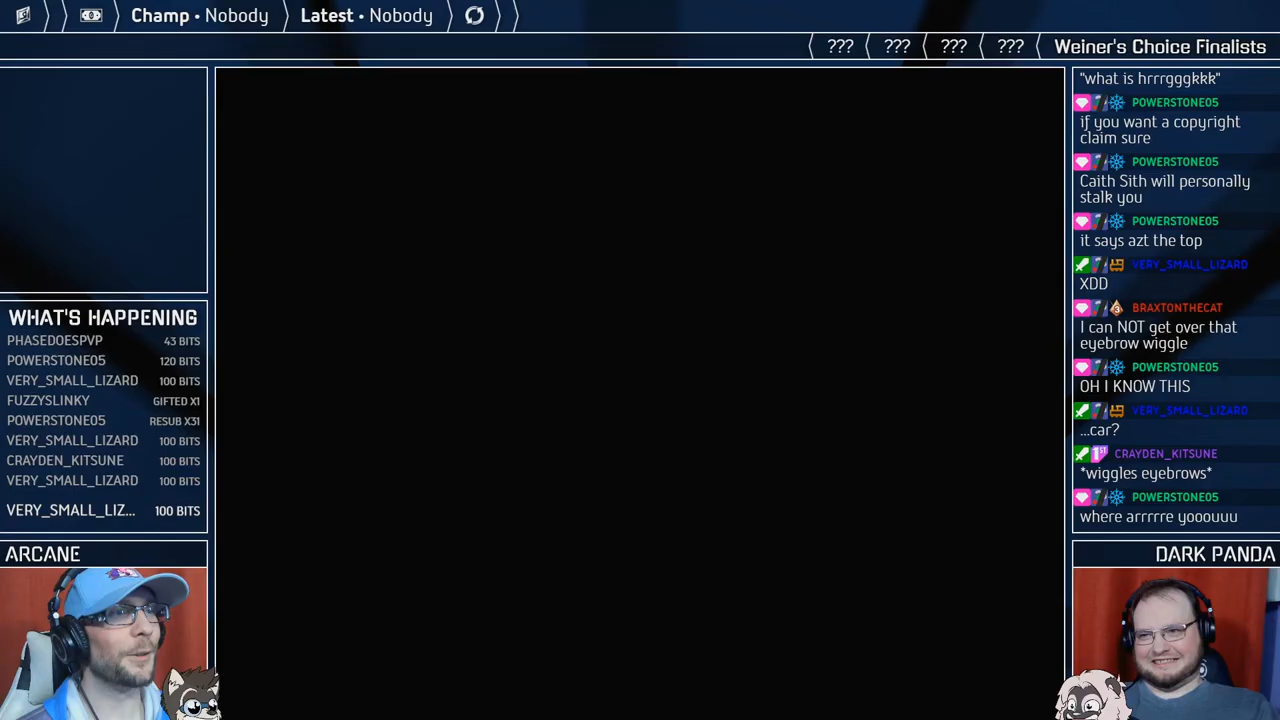 Champ • Nobody
Latest • Nobody
???
???
???
???
Weiner's Choice Finalists
"what is hrrrgggkkk"
POWERSTONE05
if you want a copyright
claim sure
POWERSTONE05
Caith Sith will personally
stalk you
POWERSTONE05
it says azt the top
VERY_SMALL_LIZARD
XDD
BRAXTONTHECAT
I can NOT get over that
eyebrow wiggle
POWERSTONE05
OH I KNOW THIS
VERY_SMALL_LIZARD
...car?
CRAYDEN_KITSUNE
*wiggles eyebrows*
POWERSTONE05
where arrrrre yooouuu
WHAT'S HAPPENING
PHASEDOESPVP 43 BITS
POWERSTONE05 120 BITS
VERY_SMALL_LIZARD 100 BITS
FUZZYSLINKY GIFTED X1
POWERSTONE05 RESUB X31
VERY_SMALL_LIZARD 100 BITS
CRAYDEN_KITSUNE 100 BITS
VERY_SMALL_LIZARD 100 BITS
VERY_SMALL_LIZ... 100 BITS
ARCANE
DARK PANDA